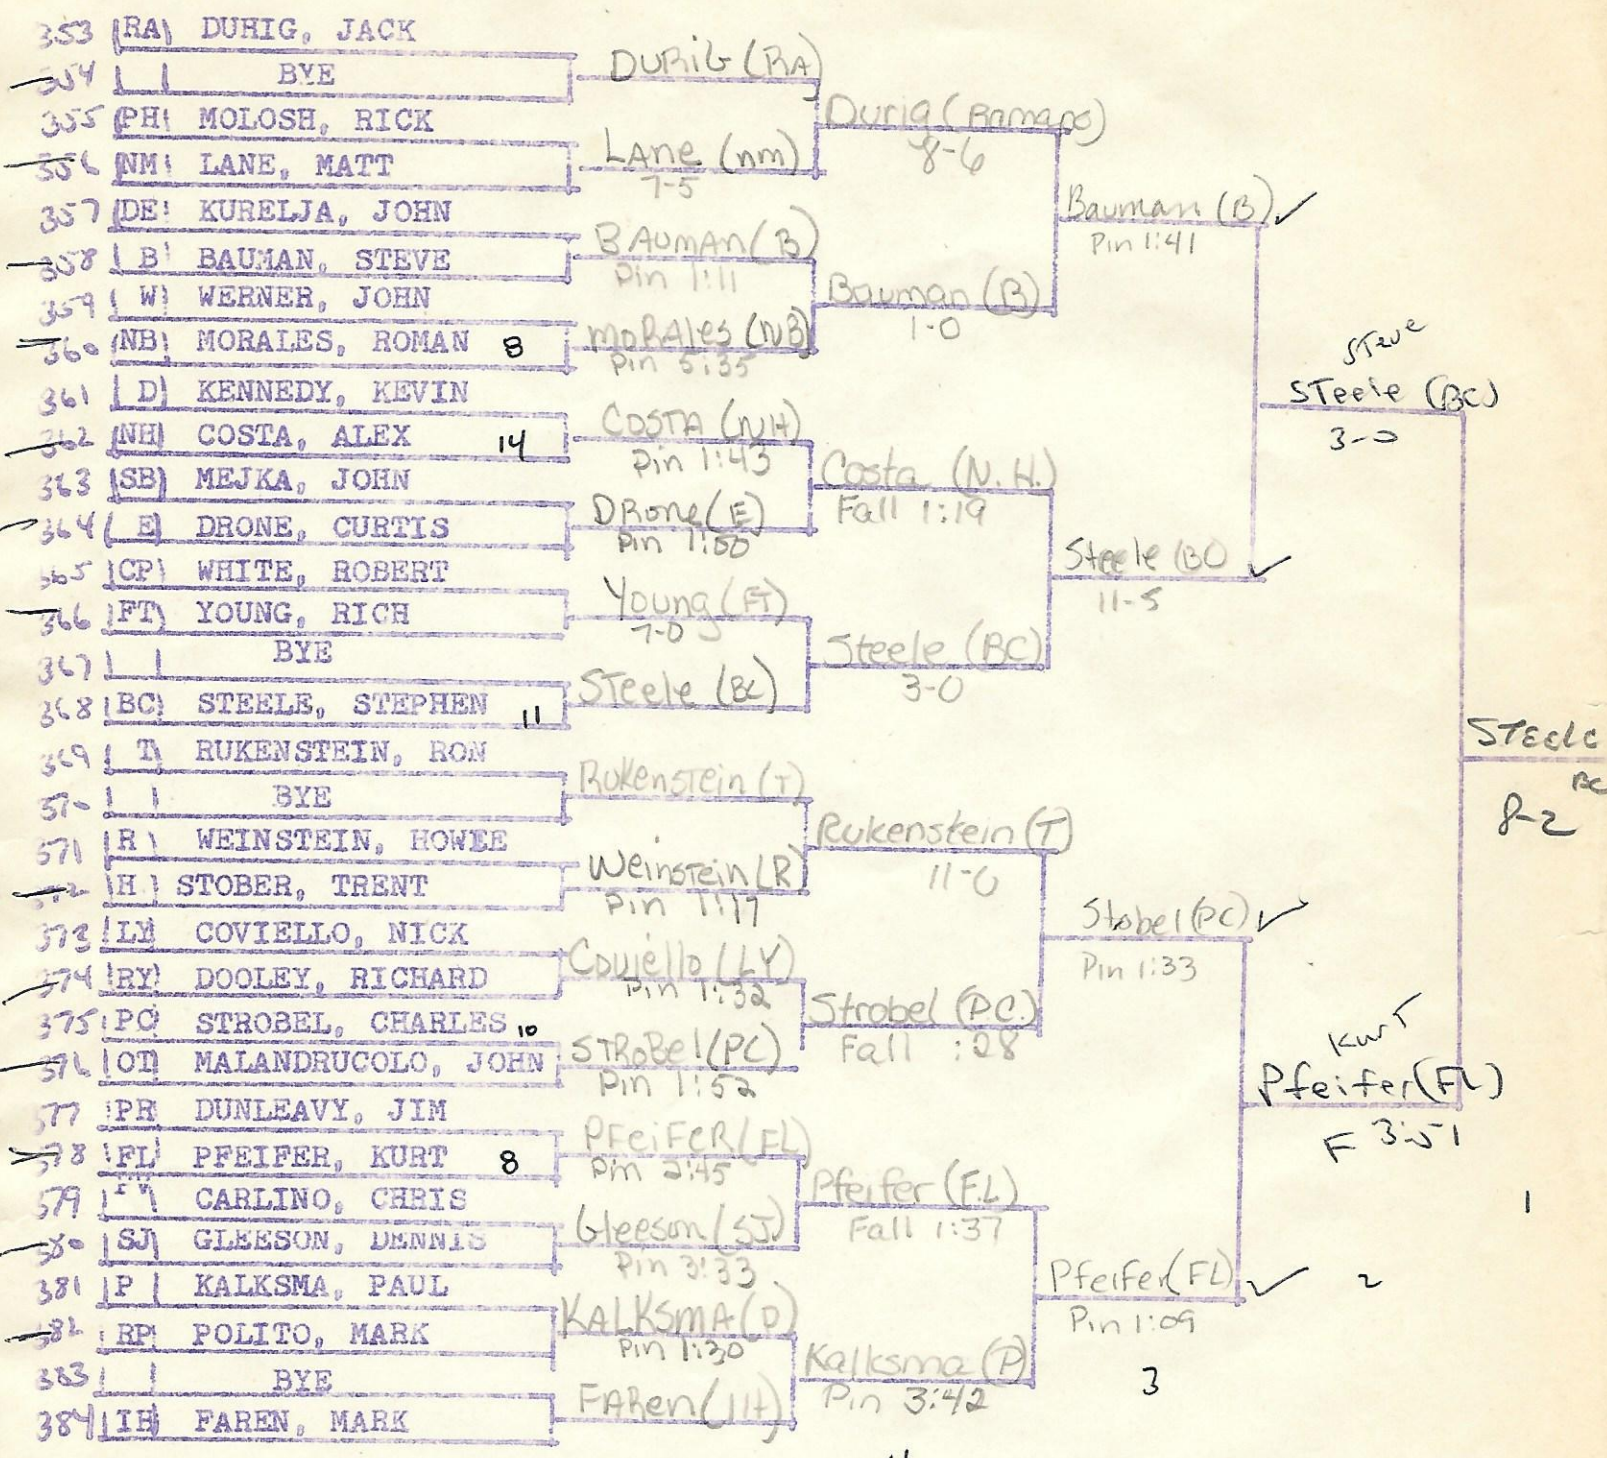 353 (RA) DURIG, JACK
354 BYE
355 (PH) MOLOSH, RICK
356 NM LANE, MATT
357 (DE) KURELJA, JOHN
358 B BAUMAN, STEVE
359 W WERNER, JOHN
360 (NB) MORALES, ROMAN 8
361 D KENNEDY, KEVIN
362 (NH) COSTA, ALEX 14
363 (SB) MEJKA, JOHN
364 (E) DRONE, CURTIS
365 CP WHITE, ROBERT
366 FT YOUNG, RICH
367 BYE
368 BC STEELE, STEPHEN 11
369 T RUKENSTEIN, RON
370 BYE
371 R WEINSTEIN, HOWEE
372 H STOBER, TRENT
373 LY COVIELLO, NICK
374 RY DOOLEY, RICHARD
375 PC STROBEL, CHARLES 10
376 OT MALANDRUCOLO, JOHN
377 PR DUNLEAVY, JIM
378 FL PFEIFER, KURT 8
379 CARLINO, CHRIS
380 SJ GLEESON, DENNIS
381 P KALKSMA, PAUL
382 RP POLITO, MARK
383 BYE
384 IH FAREN, MARK
DURIG (RA)
LANe (nm)
7-5
BAUMAN (B)
Pin 1:11
MoRAles (NB)
Pin 5:35
COSTA (NH)
Pin 1:43
DRone (E)
Pin 1:50
Young (FT)
7-0
STeele (BC)
Rukenstein (T)
Weinstein (R)
Pin 1:17
Coviello (LY)
Pin 1:32
STRoBel (PC)
Pin 1:52
PFeiFeR (FL)
Pin 2:45
Gleeson (SJ)
Pin 3:33
KALKSmA (P)
Pin 1:30
FARen (IH)
Durig (Ramapo)
8-6
Bauman (B)
1-0
Costa (N.H.)
Fall 1:19
Steele (BC)
3-0
Rukenstein (T)
11-0
Strobel (P.C.)
Fall :28
Pfeifer (F.L)
Fall 1:37
Kalksma (P)
Pin 3:42
Bauman (B) ✓
Pin 1:41
Steele (BC) ✓
11-5
Stobel (PC) ✓
Pin 1:33
Pfeifer (FL) ✓
Pin 1:09
3
2
1
STeve
STeele (BC)
3-0
Kurt
Pfeifer (FL)
F 3:51
STeele
BC
8-2